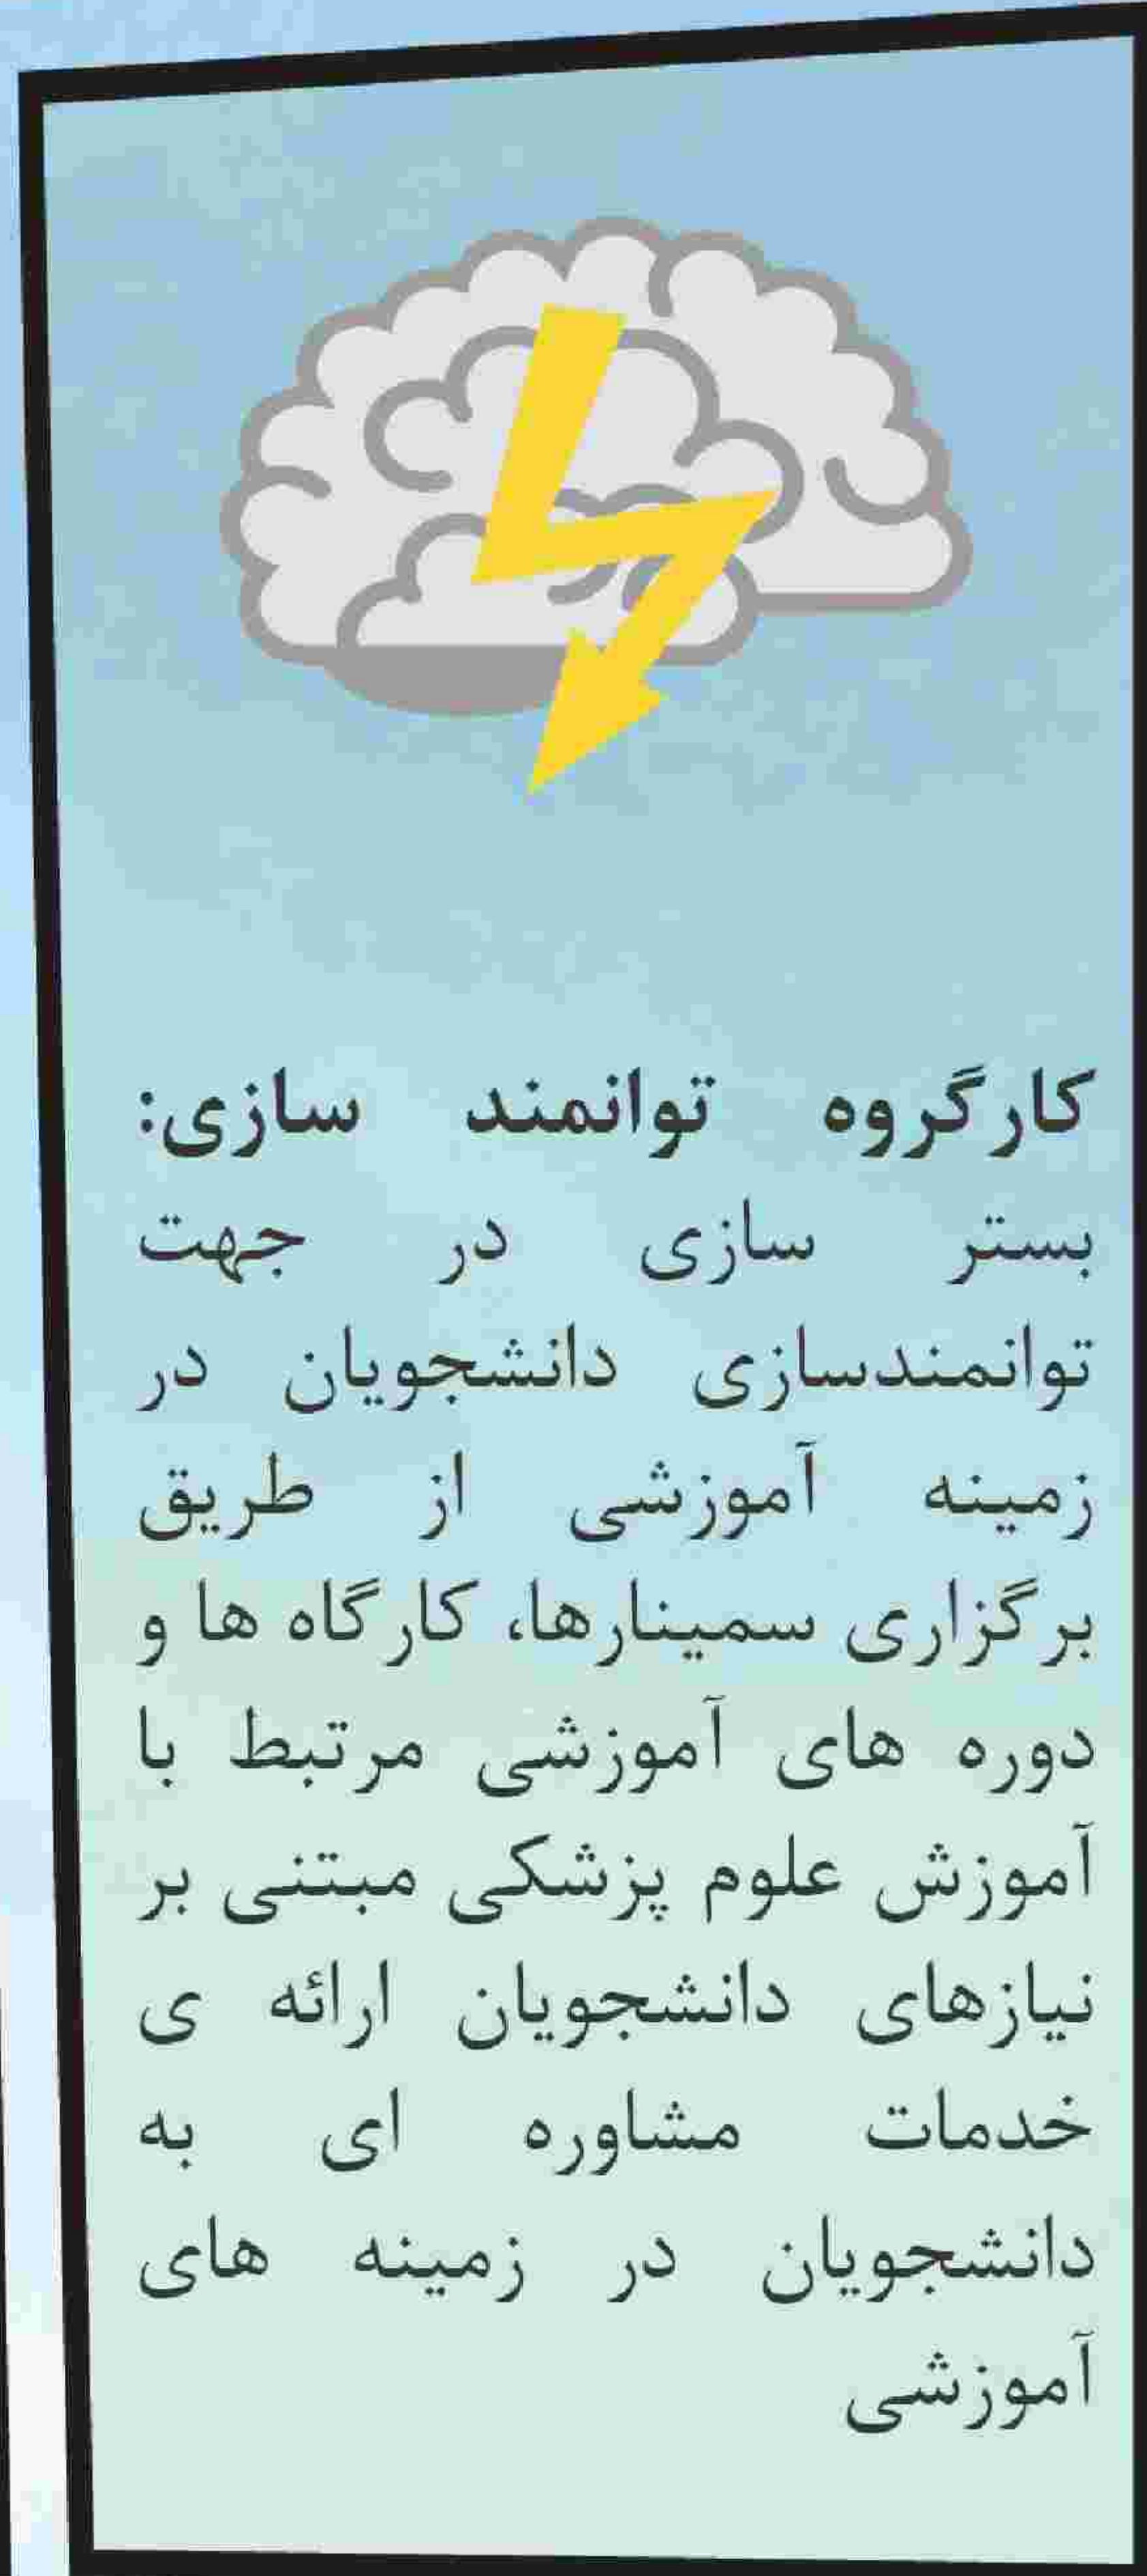 کارگروه توانمند سازی:
بستر سازی در جهت
توانمندسازی دانشجویان در
زمینه آموزشی از طریق
برگزاری سمینارها، کارگاه ها و
دوره های آموزشی مرتبط با
آموزش علوم پزشکی مبتنی بر
نیازهای دانشجویان ارائه ی
خدمات مشاوره ای به
دانشجویان در زمینه های
آموزشی